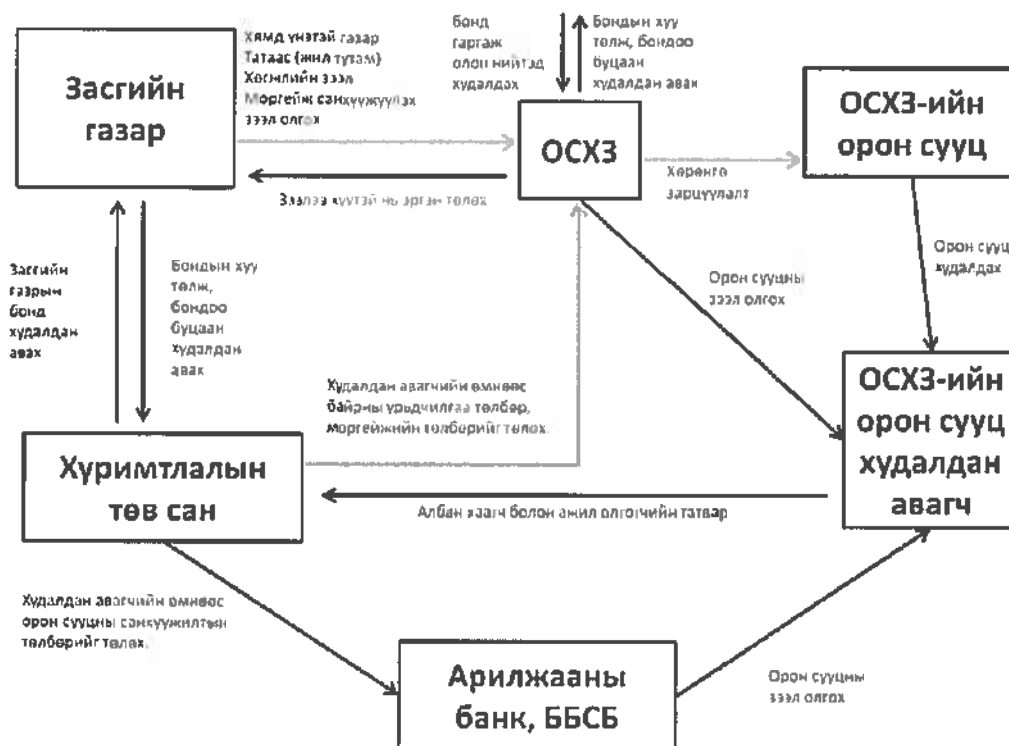 Засгийн
газар
Хямд үнэтэй газар
Татаас (жил тутам)
Хөгжлийн зээл
Моргейж санхүүжүүлэх
зээл олгох
бонд
гаргаж
олон нийтэд
худалдах
Бондын хүү
төлж, бондоо
буцаан
худалдан авах
ОСХЗ
ОСХЗ-ийн
орон сууц
Зээлээ хүүтэй нь эргэн төлөх
Хөрөнгө
зарцуулалт
Засгийн
газрын
бонд
худалдан
авах
Бондын хүү
төлж,
бондоо
буцаан
худалдан
авах
Орон сууцны
зээл олгох
Орон сууц
худалдах
Худалдан авагчийн өмнөөс
байрны урьдчилгаа төлбөр,
моргейжийн төлбөрийг төлөх.
ОСХЗ-ийн
орон сууц
худалдан
авагч
Хуримтлалын
төв сан
Албан хаагч болон ажил олгогчийн татвар
Худалдан авагчийн өмнөөс
орон сууцны санхүүжилтын
төлбөрийг төлөх.
Арилжааны
банк, ББСБ
Орон сууцны
зээл олгох